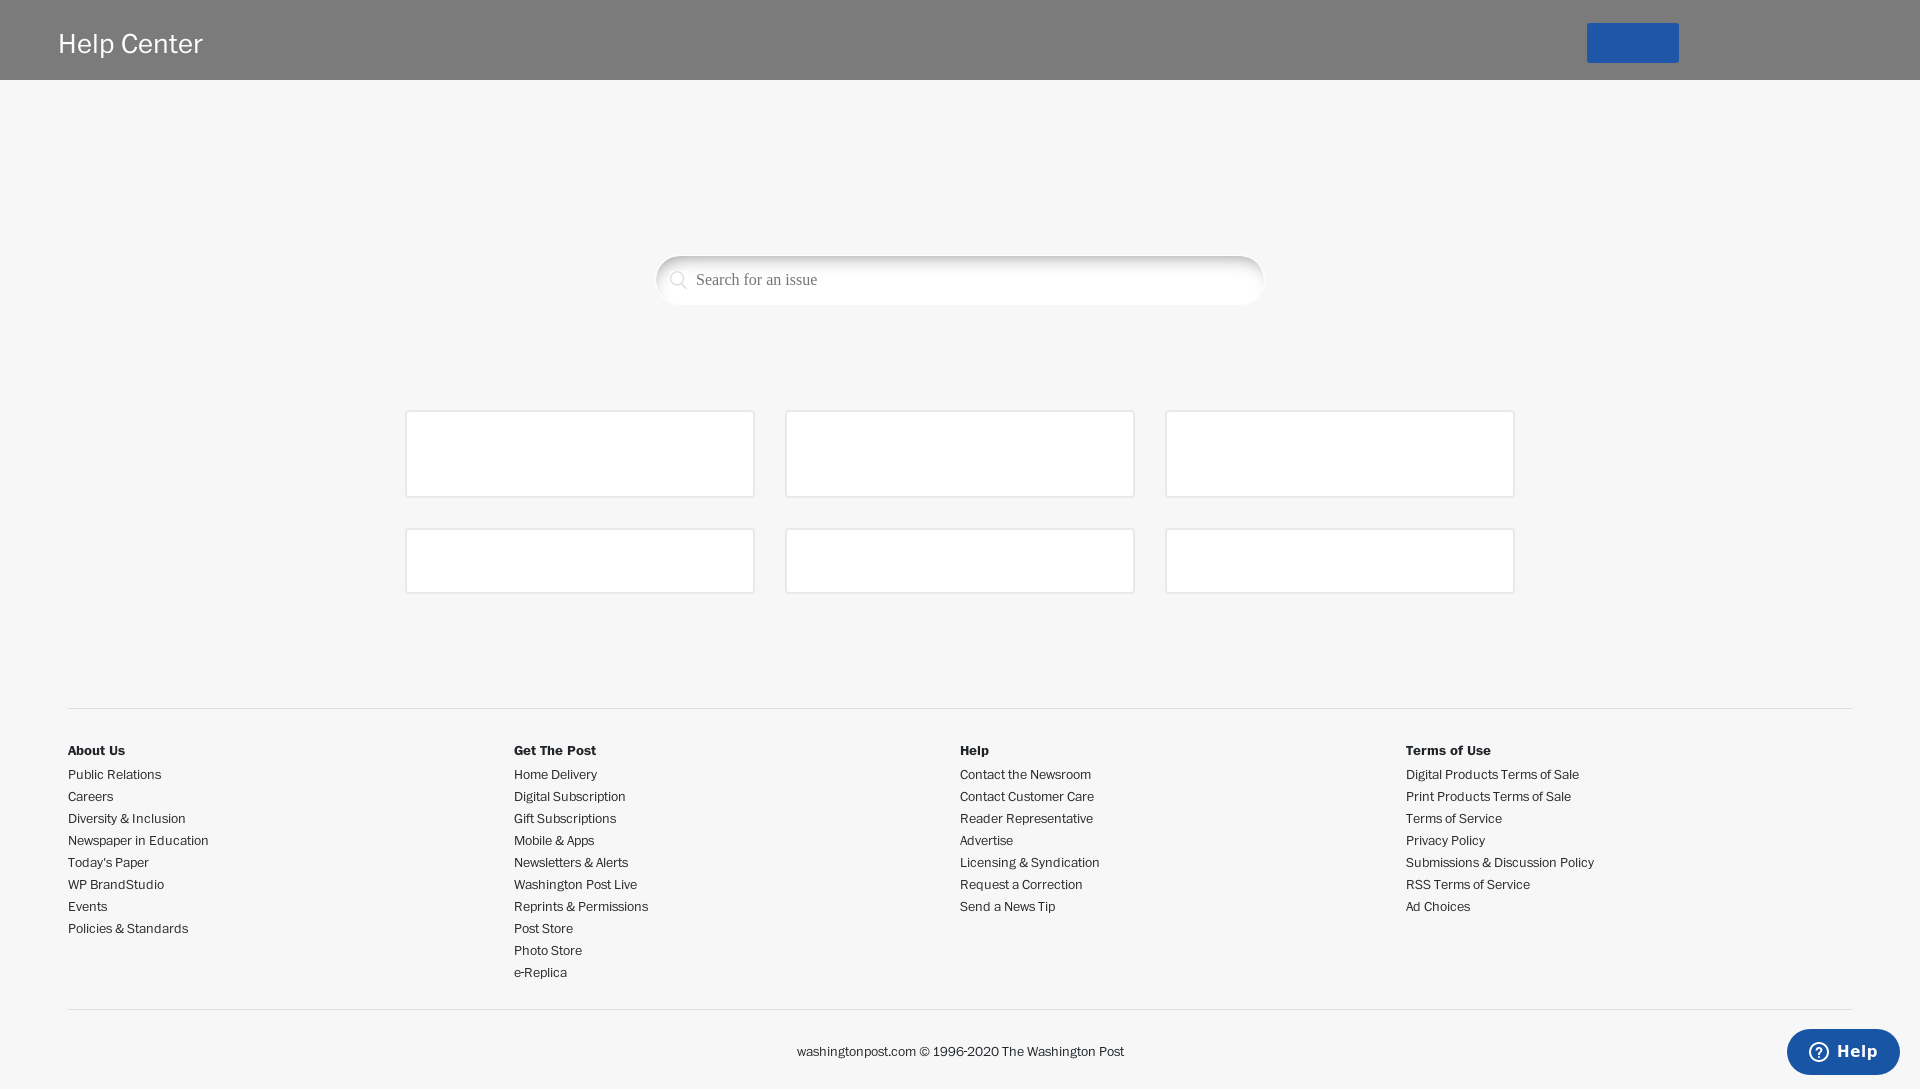 Help Center
Search for an issue
About Us
Public Relations
Careers
Diversity & Inclusion
Newspaper in Education
Today's Paper
WP BrandStudio
Events
Policies & Standards
Get The Post
Home Delivery
Digital Subscription
Gift Subscriptions
Mobile & Apps
Newsletters & Alerts
Washington Post Live
Reprints & Permissions
Post Store
Photo Store
e-Replica
Help
Contact the Newsroom
Contact Customer Care
Reader Representative
Advertise
Licensing & Syndication
Request a Correction
Send a News Tip
Terms of Use
Digital Products Terms of Sale
Print Products Terms of Sale
Terms of Service
Privacy Policy
Submissions & Discussion Policy
RSS Terms of Service
Ad Choices
washingtonpost.com © 1996-2020 The Washington Post
Help